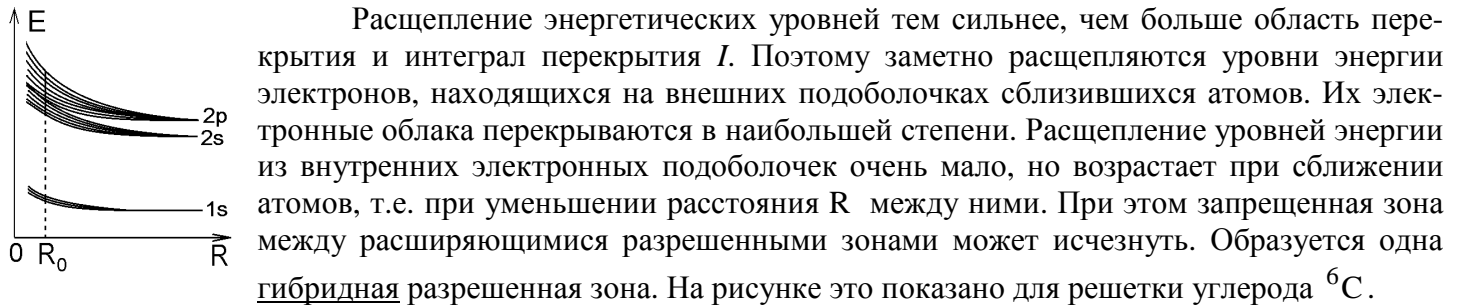 E
2p
2s
1s
0 R₀ R
Расщепление энергетических уровней тем сильнее, чем больше область пере-
крытия и интеграл перекрытия I. Поэтому заметно расщепляются уровни энергии
электронов, находящихся на внешних подоболочках сблизившихся атомов. Их элек-
тронные облака перекрываются в наибольшей степени. Расщепление уровней энергии
из внутренних электронных подоболочек очень мало, но возрастает при сближении
атомов, т.е. при уменьшении расстояния R между ними. При этом запрещенная зона
между расширяющимися разрешенными зонами может исчезнуть. Образуется одна
гибридная разрешенная зона. На рисунке это показано для решетки углерода ⁶C.